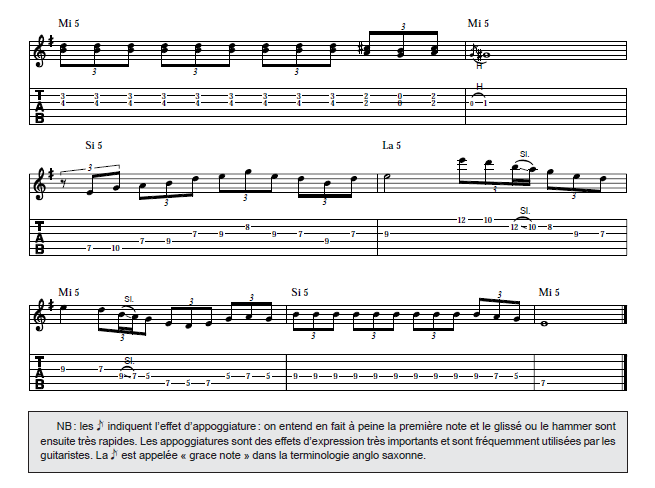 Mi 5 Mi 5
3 3 3 3
H
H
T A B 3 3 3 3 3 3 3 3 3 2 0 2 0 1
4 4 4 4 4 4 4 4 4 2 0 2
Si 5 La 5
3 3 3 3 Sl. 3 3
Sl.
T A B 7 10 7 9 7 9 8 9 7 9 7 9 12 10 12 10 8 9 7
Mi 5 Si 5 Mi 5
Sl. 3 3 3 3 3 3 3
Sl.
T A B 9 7 9 7 5 7 5 7 5 7 5 9 9 9 9 9 9 9 9 9 7 5 7 7
NB : les ♪ indiquent l’effet d’appoggiature : on entend en fait à peine la première note et le glissé ou le hammer sont
ensuite très rapides. Les appoggiatures sont des effets d’expression très importants et sont fréquemment utilisées par les
guitaristes. La ♪ est appelée « grace note » dans la terminologie anglo saxonne.